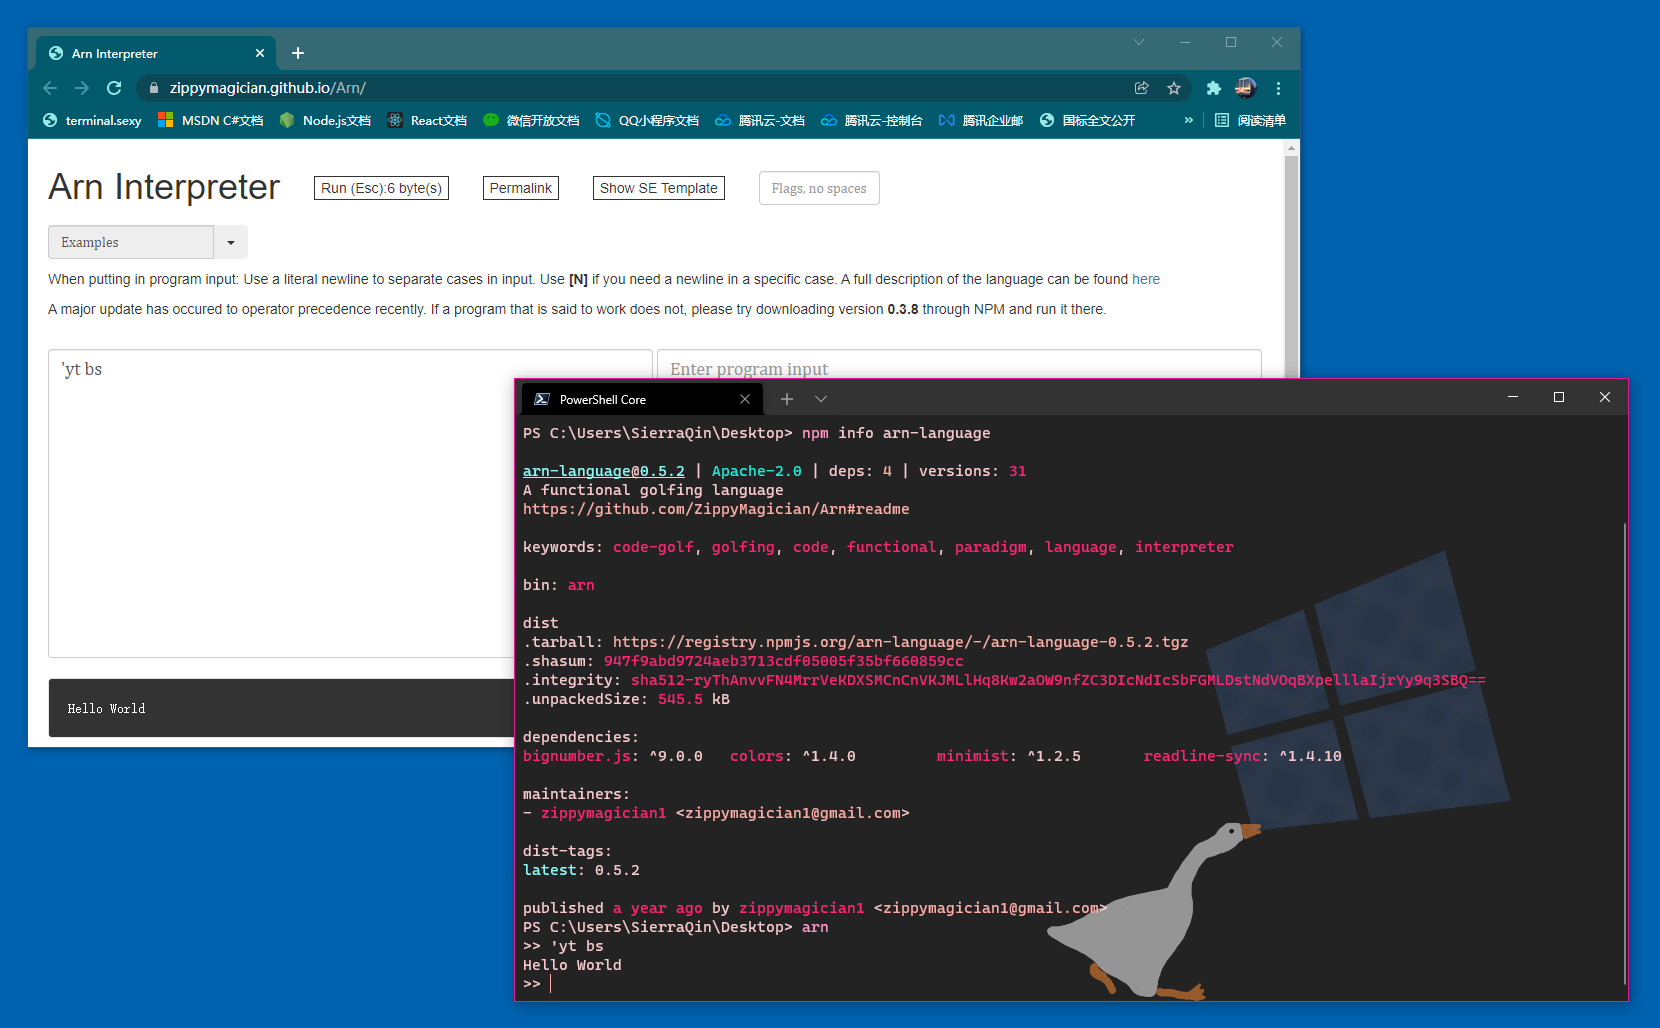 Arn Interpreter
zippymagician.github.io/Arn/
terminal.sexy MSDN C#文档 Node.js文档 React文档 微信开放文档 QQ小程序文档 腾讯云-文档 腾讯云-控制台 腾讯企业邮 国标全文公开 » 阅读清单
Arn Interpreter Run (Esc):6 byte(s) Permalink Show SE Template Flags, no spaces
Examples
When putting in program input: Use a literal newline to separate cases in input. Use [N] if you need a newline in a specific case. A full description of the language can be found here
A major update has occured to operator precedence recently. If a program that is said to work does not, please try downloading version 0.3.8 through NPM and run it there.
'yt bs Enter program input
Hello World
PowerShell Core
PS C:\Users\SierraQin\Desktop> npm info arn-language
arn-language@0.5.2 | Apache-2.0 | deps: 4 | versions: 31
A functional golfing language
https://github.com/ZippyMagician/Arn#readme
keywords: code-golf, golfing, code, functional, paradigm, language, interpreter
bin: arn
dist
.tarball: https://registry.npmjs.org/arn-language/-/arn-language-0.5.2.tgz
.shasum: 947f9abd9724aeb3713cdf05005f35bf660859cc
.integrity: sha512-ryThAnvvFN4MrrVeKDXSMCnCnVKJMLlHq8Kw2aOW9nfZC3DIcNdIcSbFGMLDstNdVOqBXpelllaIjrYy9q3SBQ==
.unpackedSize: 545.5 kB
dependencies:
bignumber.js: ^9.0.0 colors: ^1.4.0 minimist: ^1.2.5 readline-sync: ^1.4.10
maintainers:
- zippymagician1 <zippymagician1@gmail.com>
dist-tags:
latest: 0.5.2
published a year ago by zippymagician1 <zippymagician1@gmail.com>
PS C:\Users\SierraQin\Desktop> arn
>> 'yt bs
Hello World
>>